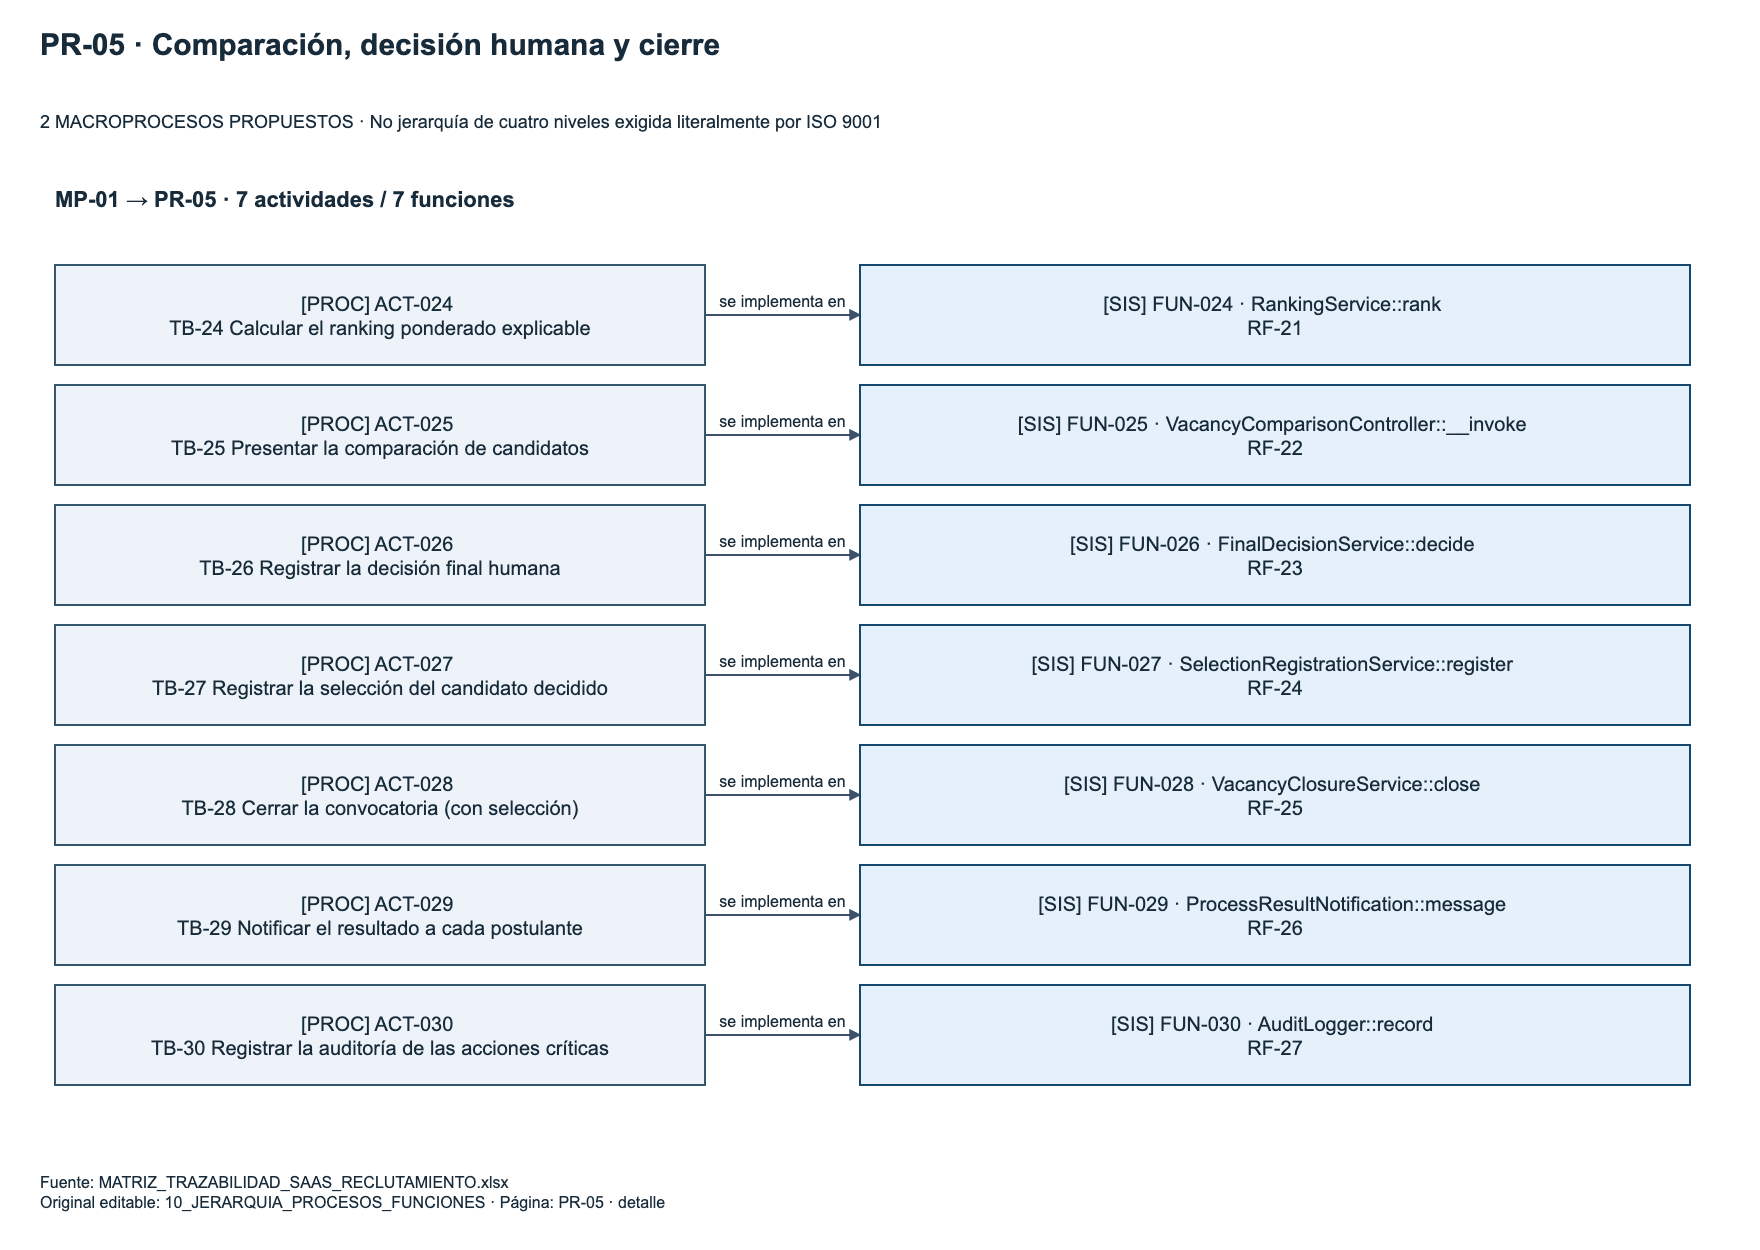 PR-05 · Comparación, decisión humana y cierre
2 MACROPROCESOS PROPUESTOS · No jerarquía de cuatro niveles exigida literalmente por ISO 9001
MP-01 → PR-05 · 7 actividades / 7 funciones
[PROC] ACT-024
TB-24 Calcular el ranking ponderado explicable
se implementa en
[SIS] FUN-024 · RankingService::rank
RF-21
[PROC] ACT-025
TB-25 Presentar la comparación de candidatos
se implementa en
[SIS] FUN-025 · VacancyComparisonController::__invoke
RF-22
[PROC] ACT-026
TB-26 Registrar la decisión final humana
se implementa en
[SIS] FUN-026 · FinalDecisionService::decide
RF-23
[PROC] ACT-027
TB-27 Registrar la selección del candidato decidido
se implementa en
[SIS] FUN-027 · SelectionRegistrationService::register
RF-24
[PROC] ACT-028
TB-28 Cerrar la convocatoria (con selección)
se implementa en
[SIS] FUN-028 · VacancyClosureService::close
RF-25
[PROC] ACT-029
TB-29 Notificar el resultado a cada postulante
se implementa en
[SIS] FUN-029 · ProcessResultNotification::message
RF-26
[PROC] ACT-030
TB-30 Registrar la auditoría de las acciones críticas
se implementa en
[SIS] FUN-030 · AuditLogger::record
RF-27
Fuente: MATRIZ_TRAZABILIDAD_SAAS_RECLUTAMIENTO.xlsx
Original editable: 10_JERARQUIA_PROCESOS_FUNCIONES · Página: PR-05 · detalle